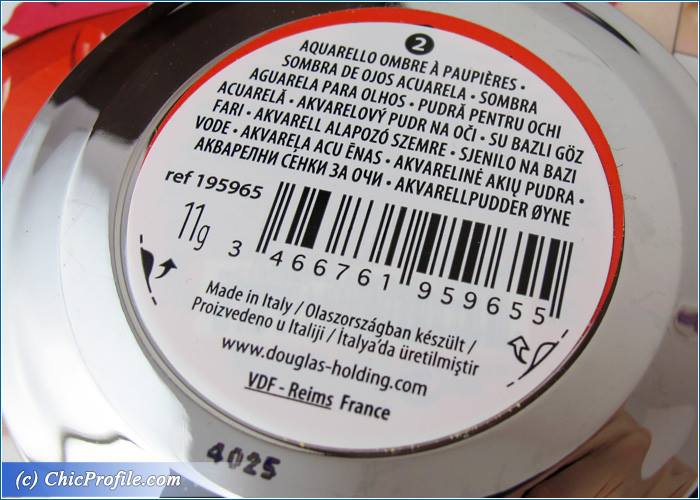 2
AQUARELLO OMBRE À PAUPIÈRES •
SOMBRA DE OJOS ACUARELA • SOMBRA
AGUARELA PARA OLHOS • PUDRĂ PENTRU OCHI
ACUARELĂ • AKVARELOVÝ PUDR NA OČI • SU BAZLI GÖZ
FARI • AKVARELL ALAPOZÓ SZEMRE • SJENILO NA BAZI
VODE • AKVAREĻA ACU ĒNAS • AKVARELINĖ AKIŲ PUDRA •
АКВАРЕЛНИ СЕНКИ ЗА ОЧИ • AKVARELLPUDDER ØYNE
ref 195965
11g
3 466761 959655
Made in Italy / Olaszországban készült /
Proizvedeno u Italiji / İtalya'da üretilmiştir
www.douglas-holding.com
VDF - Reims France
4025
(c) ChicProfile.com